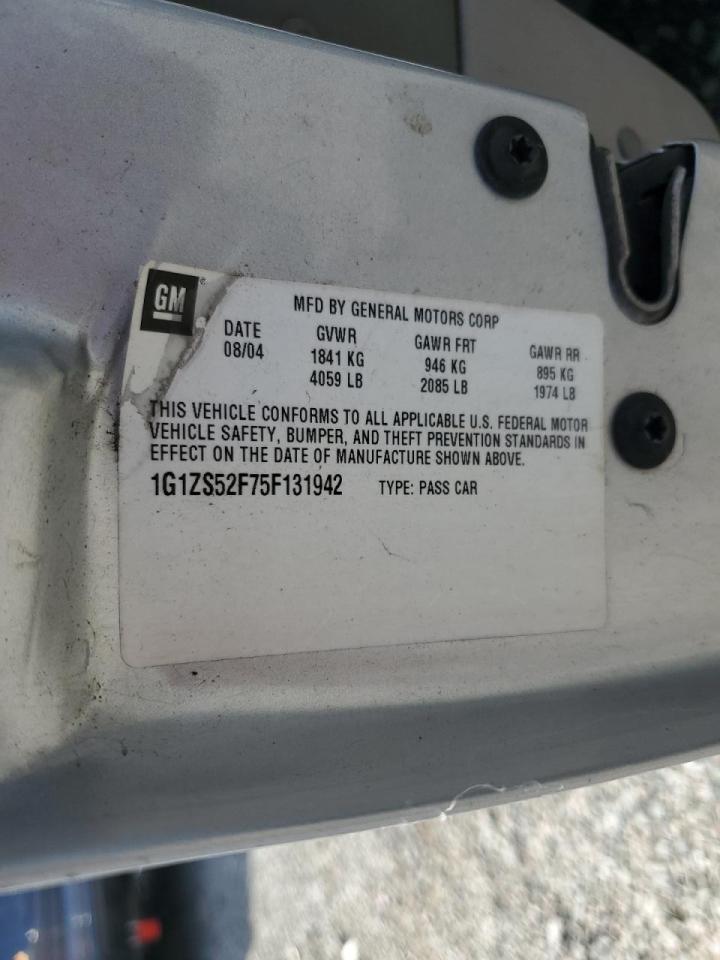 GM
MFD BY GENERAL MOTORS CORP
DATE GVWR GAWR FRT GAWR RR
08/04 1841 KG 946 KG 895 KG
4059 LB 2085 LB 1974 LB
THIS VEHICLE CONFORMS TO ALL APPLICABLE U.S. FEDERAL MOTOR
VEHICLE SAFETY, BUMPER, AND THEFT PREVENTION STANDARDS IN
EFFECT ON THE DATE OF MANUFACTURE SHOWN ABOVE.
1G1ZS52F75F131942 TYPE: PASS CAR